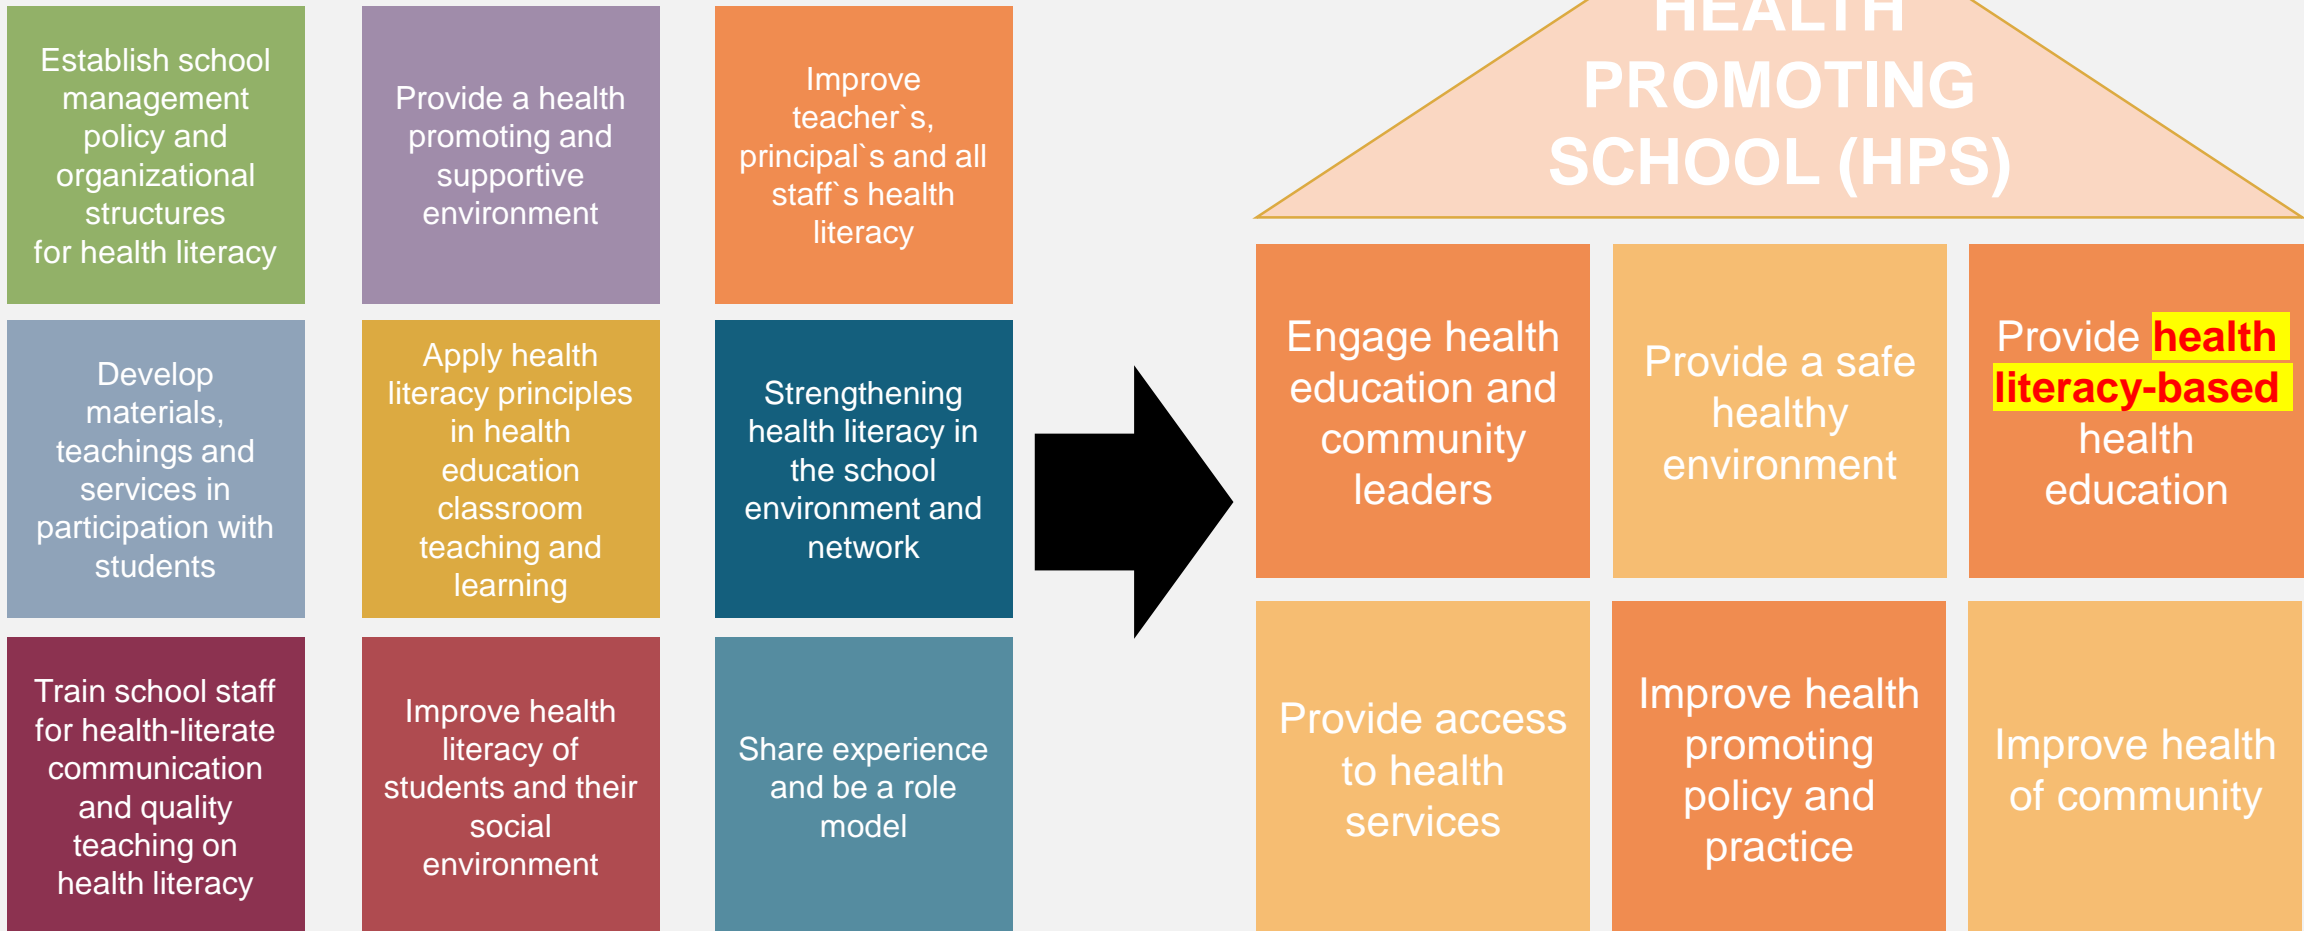 Establish school
management
policy and
organizational
structures
for health literacy
Provide a health
promoting and
supportive
environment
Improve
teacher`s,
principal`s and all
staff`s health
literacy
Develop
materials,
teachings and
services in
participation with
students
Apply health
literacy principles
in health
education
classroom
teaching and
learning
Strengthening
health literacy in
the school
environment and
network
Train school staff
for health-literate
communication
and quality
teaching on
health literacy
Improve health
literacy of
students and their
social
environment
Share experience
and be a role
model
HEALTH
PROMOTING
SCHOOL (HPS)
Engage health
education and
community
leaders
Provide a safe
healthy
environment
Provide health
literacy-based
health
education
Provide access
to health
services
Improve health
promoting
policy and
practice
Improve health
of community